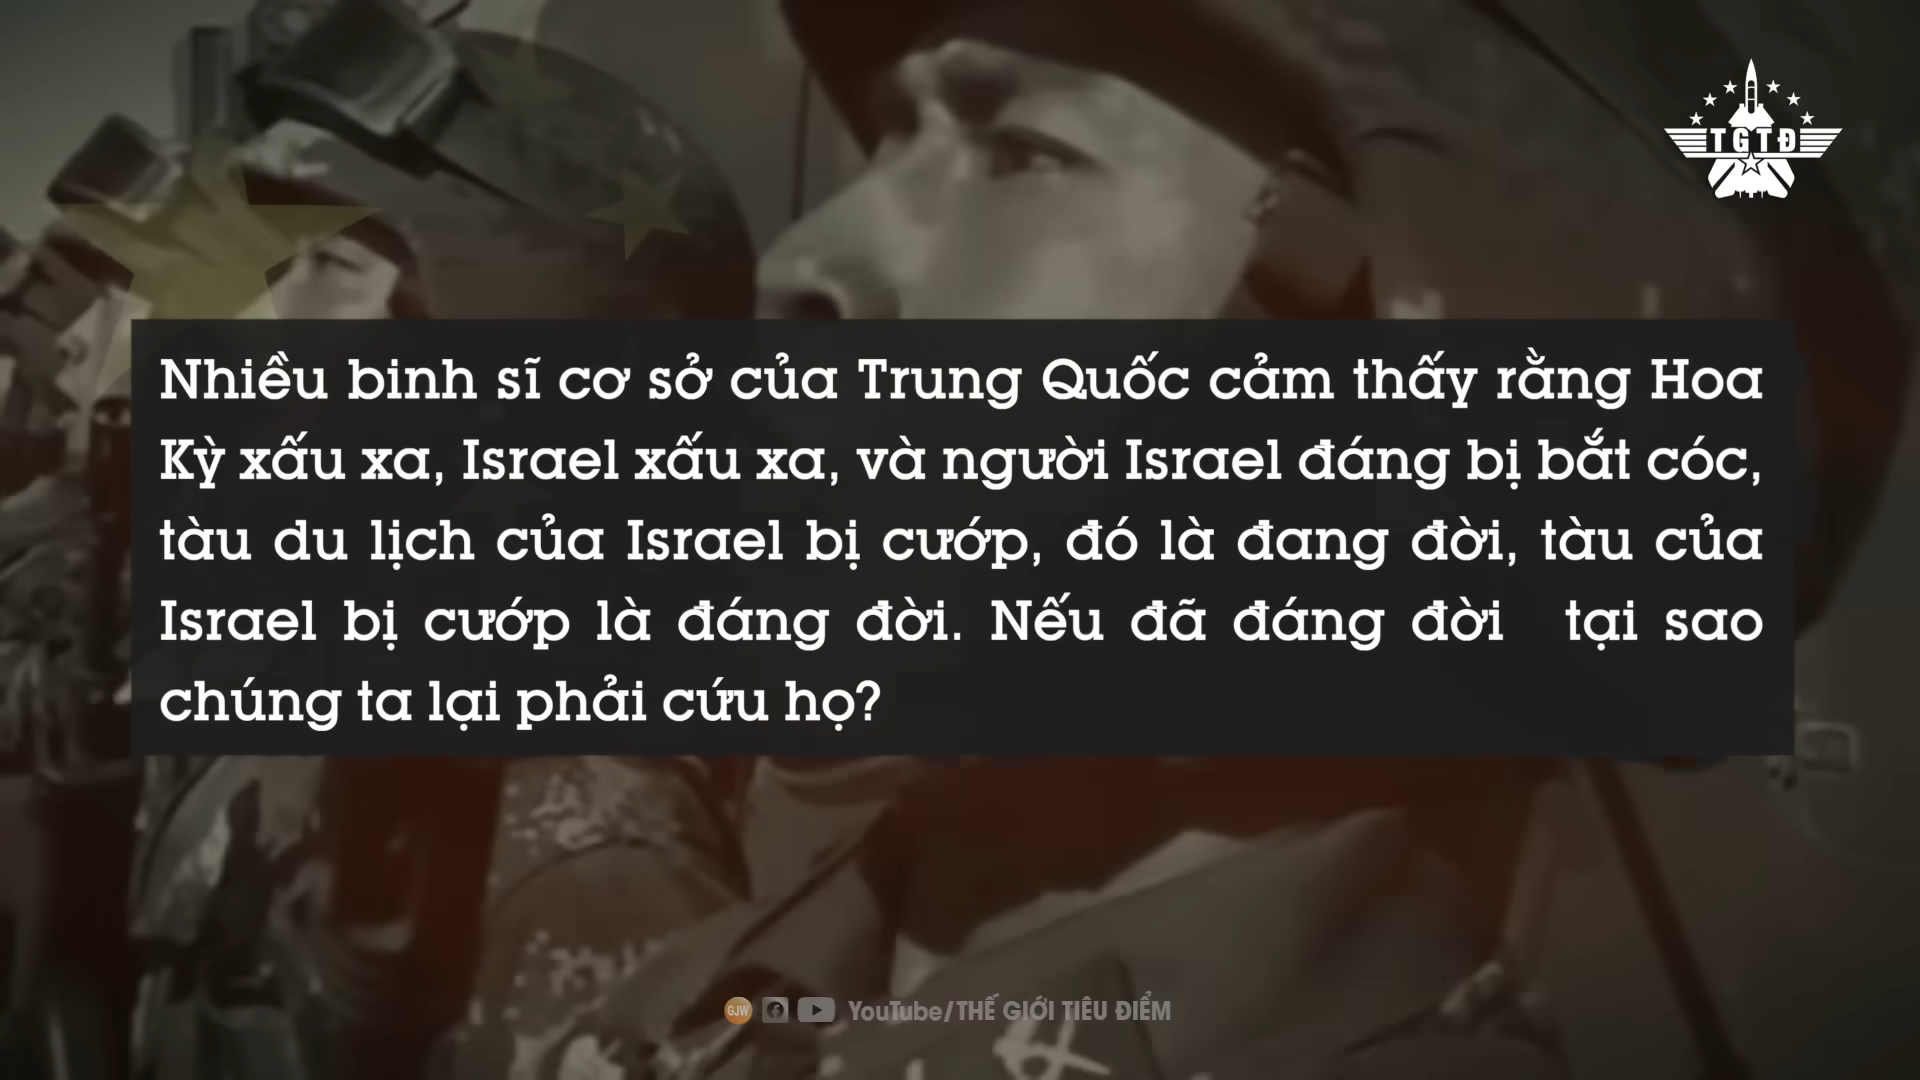 TGTĐ
Nhiều binh sĩ cơ sở của Trung Quốc cảm thấy rằng Hoa
Kỳ xấu xa, Israel xấu xa, và người Israel đáng bị bắt cóc,
tàu du lịch của Israel bị cướp, đó là đang đời, tàu của
Israel bị cướp là đáng đời. Nếu đã đáng đời tại sao
chúng ta lại phải cứu họ?
GJW YouTube/THẾ GIỚI TIÊU ĐIỂM